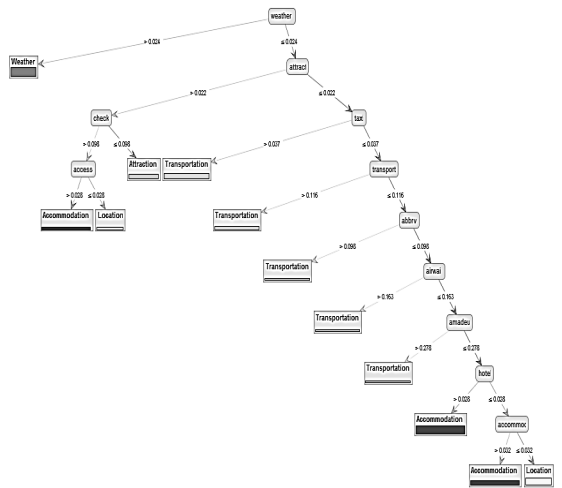 weather
> 0.024
≤ 0.024
Weather
attract
> 0.022
≤ 0.022
check
tax
> 0.098
≤ 0.098
> 0.037
≤ 0.037
access
Attraction
Transportation
transport
> 0.028
≤ 0.028
> 0.116
≤ 0.116
Accommodation
Location
Transportation
abbrv
> 0.098
≤ 0.098
Transportation
airwai
> 0.163
≤ 0.163
Transportation
amadeu
> 0.278
≤ 0.278
Transportation
hotel
> 0.028
≤ 0.028
Accommodation
accommoc
> 0.032
≤ 0.032
Accommodation
Location